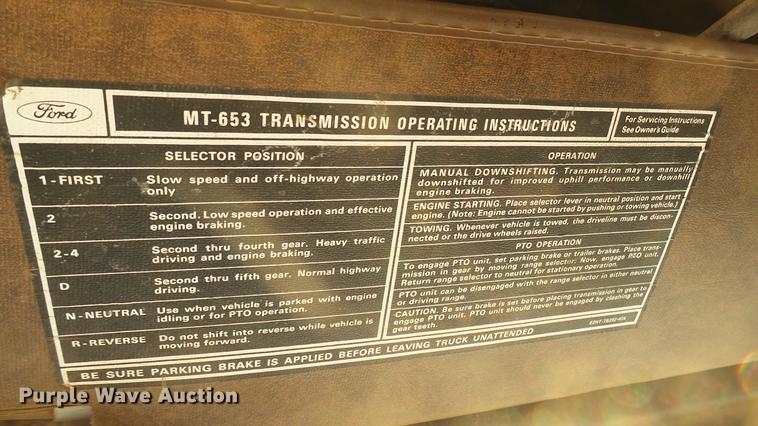 Ford
MT-653 TRANSMISSION OPERATING INSTRUCTIONS
For Servicing Instructions
See Owner's Guide
SELECTOR POSITION
1-FIRST Slow speed and off-highway operation
only
2 Second. Low speed operation and effective
engine braking.
2-4 Second thru fourth gear. Heavy traffic
driving and engine braking.
D Second thru fifth gear. Normal highway
driving.
N-NEUTRAL Use when vehicle is parked with engine
idling or for PTO operation.
R-REVERSE Do not shift into reverse while vehicle is
moving forward.
OPERATION
MANUAL DOWNSHIFTING. Transmission may be manually
downshifted for improved uphill performance or downhill
engine braking.
ENGINE STARTING. Place selector lever in neutral position and start
engine. (Note: Engine cannot be started by pushing or towing vehicle.)
TOWING. Whenever vehicle is towed, the driveline must be discon-
nected or the drive wheels raised.
PTO OPERATION
To engage PTO unit, set parking brake or trailer brakes. Place trans-
mission in gear by moving range selector. Now, engage PTO unit.
Return range selector to neutral for stationary operation.
PTO unit can be disengaged with the range selector in either neutral
or driving range.
CAUTION. Be sure brake is set before placing transmission in gear to
engage PTO unit. PTO unit should never be engaged by clashing the
gear teeth.
BE SURE PARKING BRAKE IS APPLIED BEFORE LEAVING TRUCK UNATTENDED
Purple Wave Auction